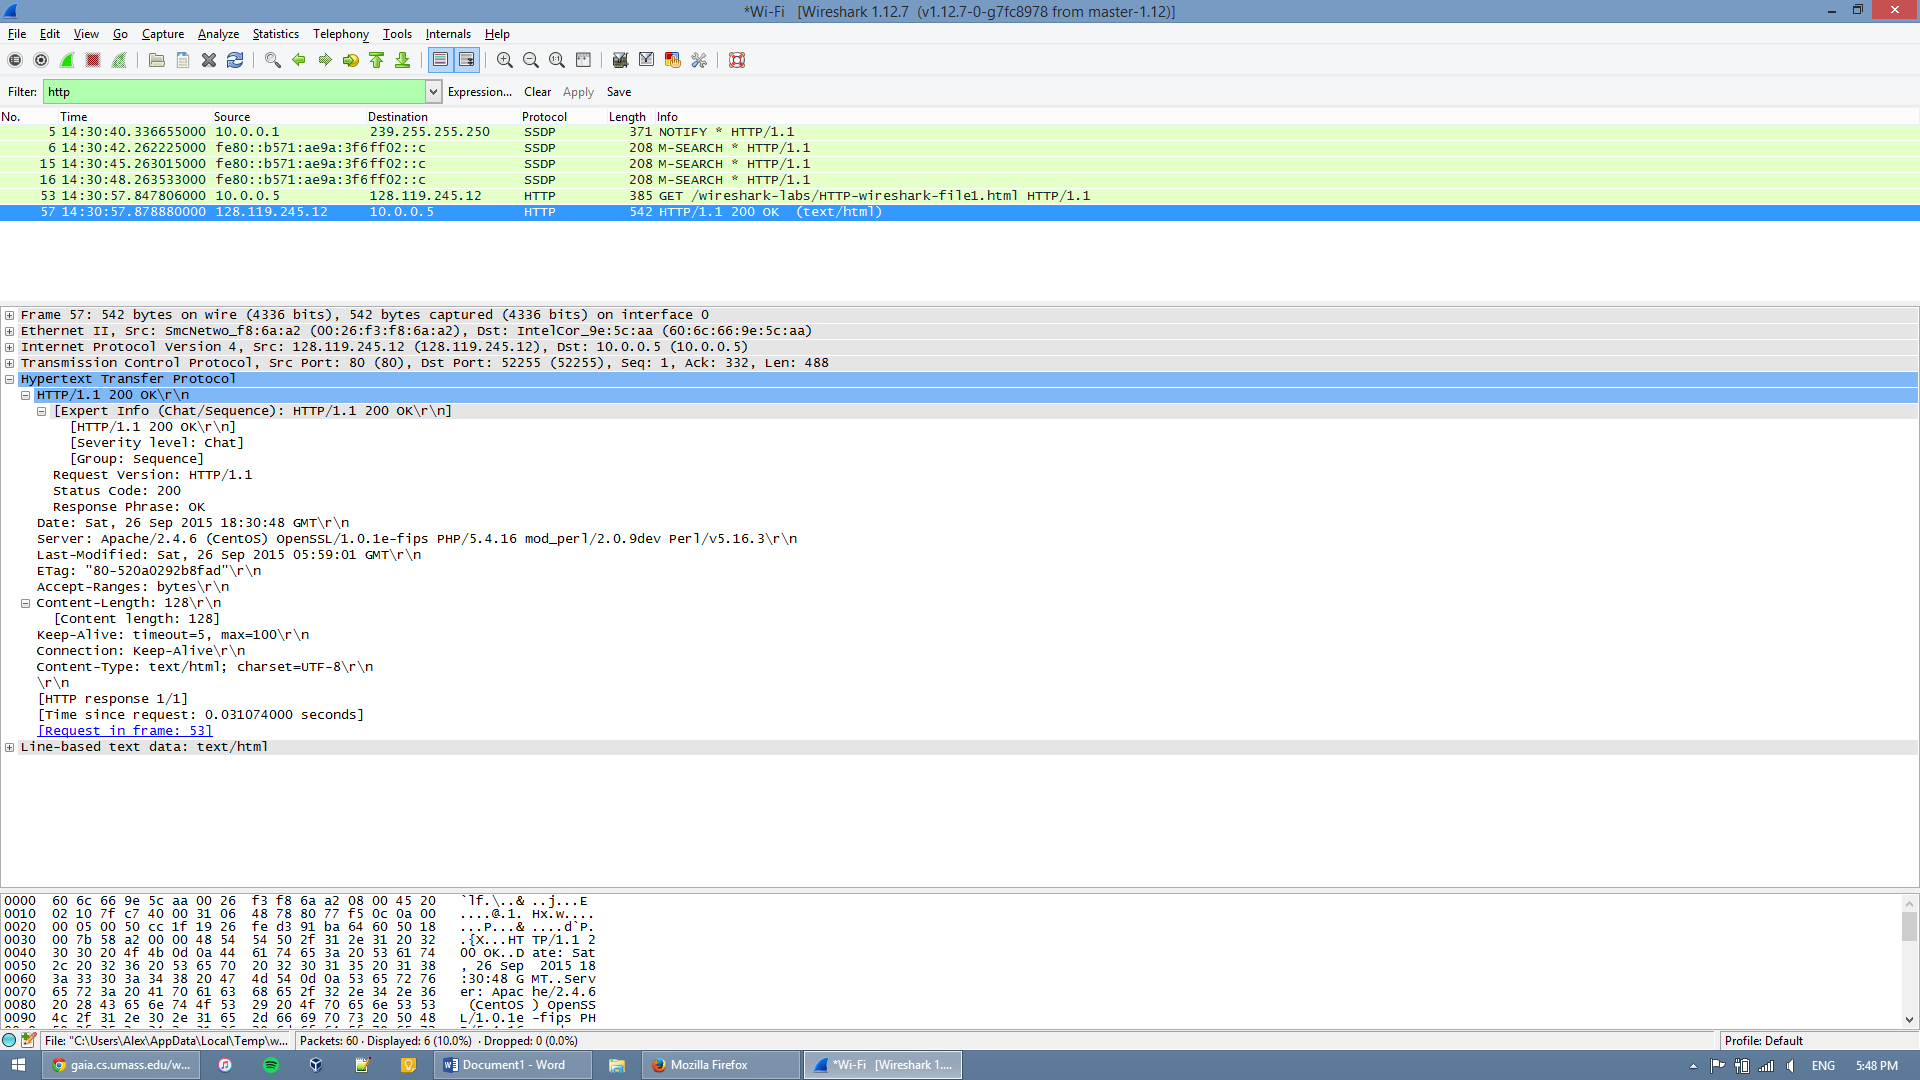 *Wi-Fi   [Wireshark 1.12.7  (v1.12.7-0-g7fc8978 from master-1.12)]
File Edit View Go Capture Analyze Statistics Telephony Tools Internals Help
Filter: http Expression... Clear Apply Save
No. Time Source Destination Protocol Length Info
5 14:30:40.336655000 10.0.0.1 239.255.255.250 SSDP 371 NOTIFY * HTTP/1.1
6 14:30:42.262225000 fe80::b571:ae9a:3f6 ff02::c SSDP 208 M-SEARCH * HTTP/1.1
15 14:30:45.263015000 fe80::b571:ae9a:3f6 ff02::c SSDP 208 M-SEARCH * HTTP/1.1
16 14:30:48.263533000 fe80::b571:ae9a:3f6 ff02::c SSDP 208 M-SEARCH * HTTP/1.1
53 14:30:57.847806000 10.0.0.5 128.119.245.12 HTTP 385 GET /wireshark-labs/HTTP-wireshark-file1.html HTTP/1.1
57 14:30:57.878880000 128.119.245.12 10.0.0.5 HTTP 542 HTTP/1.1 200 OK  (text/html)
Frame 57: 542 bytes on wire (4336 bits), 542 bytes captured (4336 bits) on interface 0
Ethernet II, Src: SmcNetwo_f8:6a:a2 (00:26:f3:f8:6a:a2), Dst: IntelCor_9e:5c:aa (60:6c:66:9e:5c:aa)
Internet Protocol Version 4, Src: 128.119.245.12 (128.119.245.12), Dst: 10.0.0.5 (10.0.0.5)
Transmission Control Protocol, Src Port: 80 (80), Dst Port: 52255 (52255), Seq: 1, Ack: 332, Len: 488
Hypertext Transfer Protocol
HTTP/1.1 200 OK\r\n
[Expert Info (Chat/Sequence): HTTP/1.1 200 OK\r\n]
[HTTP/1.1 200 OK\r\n]
[Severity level: Chat]
[Group: Sequence]
Request Version: HTTP/1.1
Status Code: 200
Response Phrase: OK
Date: Sat, 26 Sep 2015 18:30:48 GMT\r\n
Server: Apache/2.4.6 (CentOS) OpenSSL/1.0.1e-fips PHP/5.4.16 mod_perl/2.0.9dev Perl/v5.16.3\r\n
Last-Modified: Sat, 26 Sep 2015 05:59:01 GMT\r\n
ETag: "80-520a0292b8fad"\r\n
Accept-Ranges: bytes\r\n
Content-Length: 128\r\n
[Content length: 128]
Keep-Alive: timeout=5, max=100\r\n
Connection: Keep-Alive\r\n
Content-Type: text/html; charset=UTF-8\r\n
\r\n
[HTTP response 1/1]
[Time since request: 0.031074000 seconds]
[Request in frame: 53]
Line-based text data: text/html
0000  60 6c 66 9e 5c aa 00 26  f3 f8 6a a2 08 00 45 20   `lf.\..& ..j...E
0010  02 10 7f c7 40 00 31 06  48 78 80 77 f5 0c 0a 00   ....@.1. Hx.w....
0020  00 05 00 50 cc 1f 19 26  fe d3 91 ba 64 60 50 18   ...P...& ....d`P.
0030  00 7b 58 a2 00 00 48 54  54 50 2f 31 2e 31 20 32   .{X...HT TP/1.1 2
0040  30 30 20 4f 4b 0d 0a 44  61 74 65 3a 20 53 61 74   00 OK..D ate: Sat
0050  2c 20 32 36 20 53 65 70  20 32 30 31 35 20 31 38   , 26 Sep  2015 18
0060  3a 33 30 3a 34 38 20 47  4d 54 0d 0a 53 65 72 76   :30:48 G MT..Serv
0070  65 72 3a 20 41 70 61 63  68 65 2f 32 2e 34 2e 36   er: Apac he/2.4.6
0080  20 28 43 65 6e 74 4f 53  29 20 4f 70 65 6e 53 53    (CentOS ) OpenSS
0090  4c 2f 31 2e 30 2e 31 65  2d 66 69 70 73 20 50 48   L/1.0.1e -fips PH
File: "C:\Users\Alex\AppData\Local\Temp\w... Packets: 60 · Displayed: 6 (10.0%)  · Dropped: 0 (0.0%) Profile: Default
gaia.cs.umass.edu/w... Document1 - Word Mozilla Firefox *Wi-Fi   [Wireshark 1.... ENG 5:48 PM